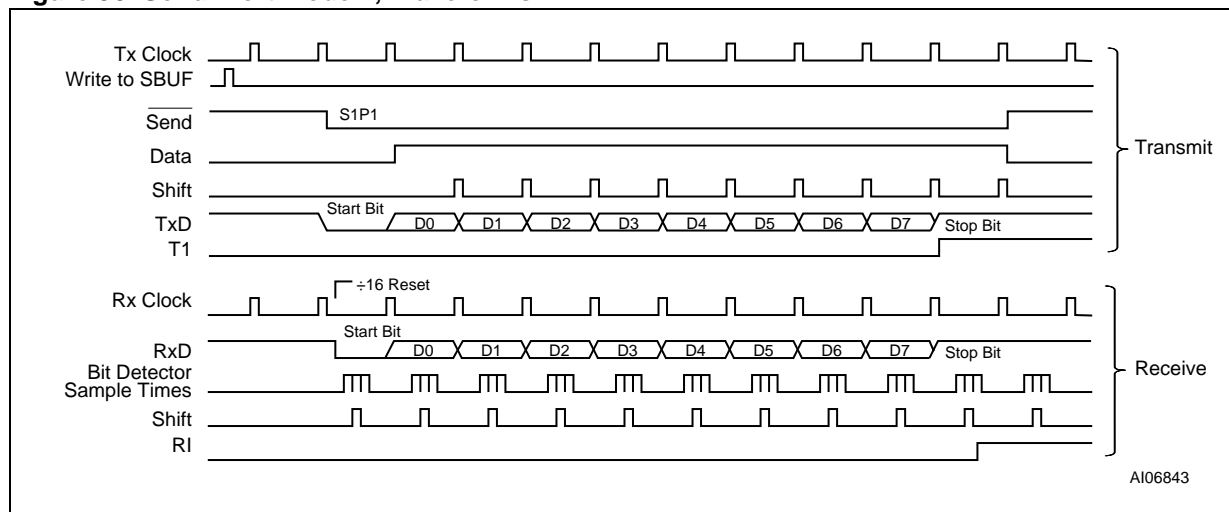 Tx Clock
Write to SBUF
Send
S1P1
Data
Transmit
Shift
Start Bit
TxD
D0 D1 D2 D3 D4 D5 D6 D7 Stop Bit
T1
÷16 Reset
Rx Clock
Start Bit
RxD
D0 D1 D2 D3 D4 D5 D6 D7 Stop Bit
Bit Detector
Sample Times
Receive
Shift
RI
AI06843